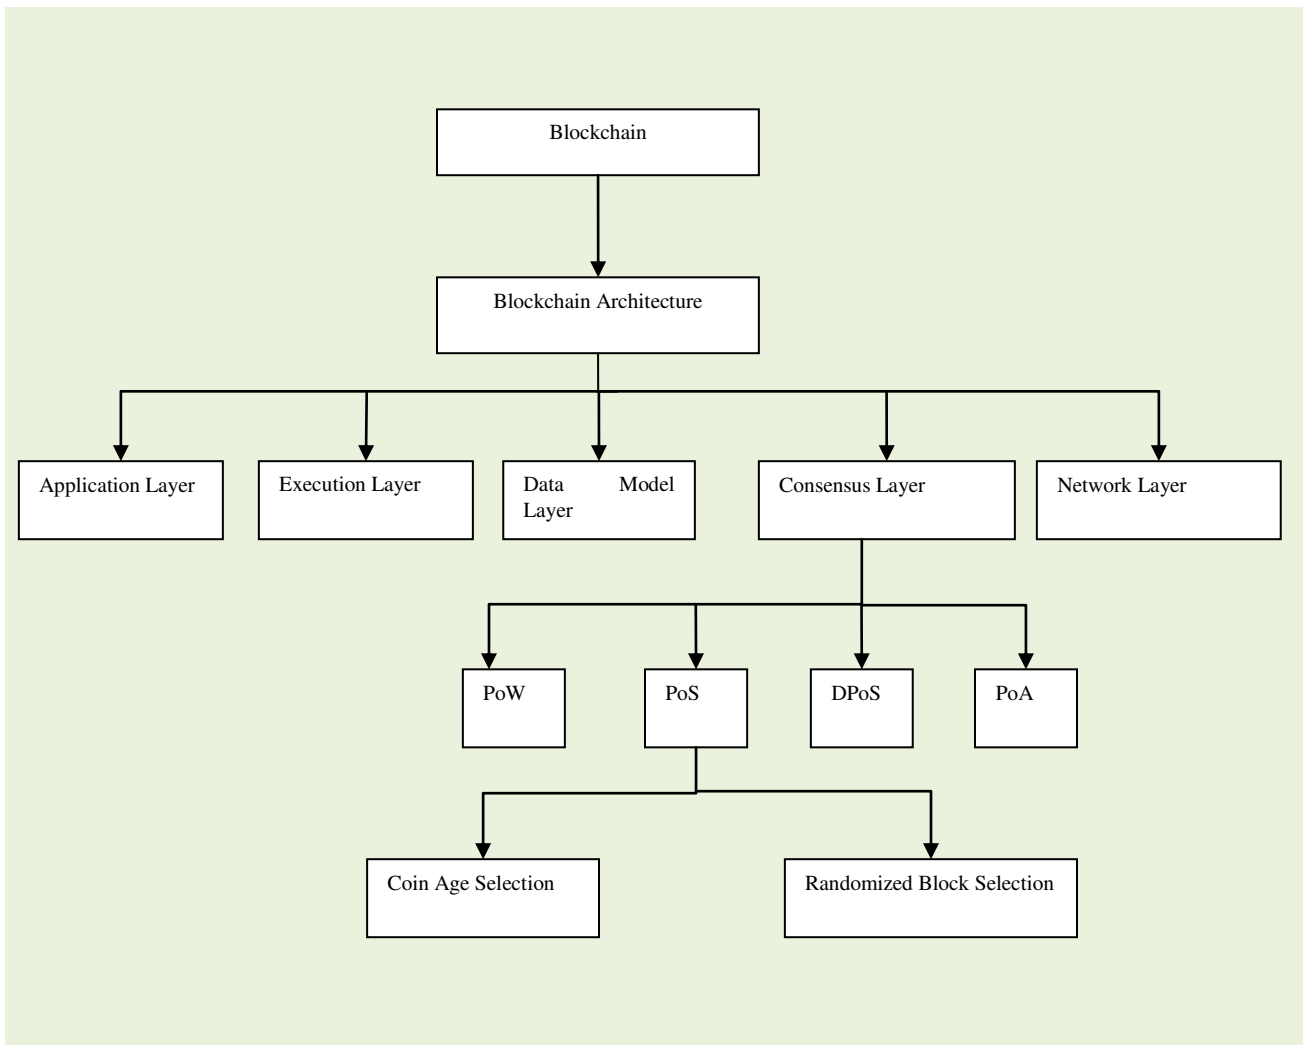 Blockchain
Blockchain Architecture
Application Layer
Execution Layer
Data Model
Layer
Consensus Layer
Network Layer
PoW
PoS
DPoS
PoA
Coin Age Selection
Randomized Block Selection